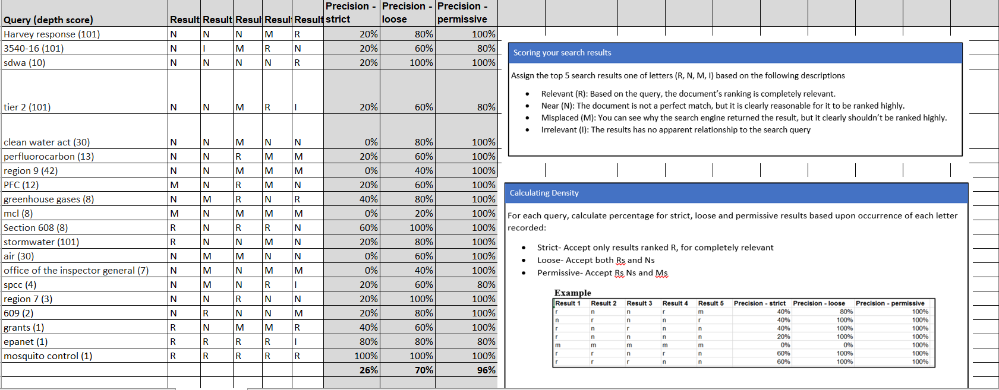 Query (depth score) Result Result Resul Resul Result Precision - strict Precision - loose Precision - permissive
Harvey response (101) N N N M R 20% 80% 100%
3540-16 (101) N I M R N 20% 60% 80%
sdwa (10) N N N N R 20% 100% 100%
tier 2 (101) N N M R I 20% 60% 80%
clean water act (30) N N M N N 0% 80% 100%
perfluorocarbon (13) N N R M M 20% 60% 100%
region 9 (42) N N M M M 0% 40% 100%
PFC (12) M N R M N 20% 60% 100%
greenhouse gases (8) N M R N R 40% 80% 100%
mcl (8) M N M M M 0% 20% 100%
Section 608 (8) R N R R N 60% 100% 100%
stormwater (101) R N N M N 20% 80% 100%
air (30) N M M N N 0% 60% 100%
office of the inspector general (7) N M N M M 0% 40% 100%
spcc (4) N M N R I 20% 60% 80%
region 7 (3) N N R N N 20% 100% 100%
609 (2) N R N N M 20% 80% 100%
grants (1) R N M M R 40% 60% 100%
epanet (1) R R R R I 80% 80% 80%
mosquito control (1) R R R R R 100% 100% 100%
26% 70% 96%
Scoring your search results
Assign the top 5 search results one of letters (R, N, M, I) based on the following descriptions
• Relevant (R): Based on the query, the document's ranking is completely relevant.
• Near (N): The document is not a perfect match, but it is clearly reasonable for it to be ranked highly.
• Misplaced (M): You can see why the search engine returned the result, but it clearly shouldn't be ranked highly.
• Irrelevant (I): The results has no apparent relationship to the search query
Calculating Density
For each query, calculate percentage for strict, loose and permissive results based upon occurrence of each letter
recorded:
• Strict- Accept only results ranked R, for completely relevant
• Loose- Accept both Rs and Ns
• Permissive- Accept Rs Ns and Ms
Example
Result 1 Result 2 Result 3 Result 4 Result 5 Precision - strict Precision - loose Precision - permissive
r n n r m 40% 80% 100%
n r n n r 40% 100% 100%
r n r n n 40% 100% 100%
r n n n n 20% 100% 100%
m m m m m 0% 0% 100%
r r n r n 60% 100% 100%
r r r n n 60% 100% 100%